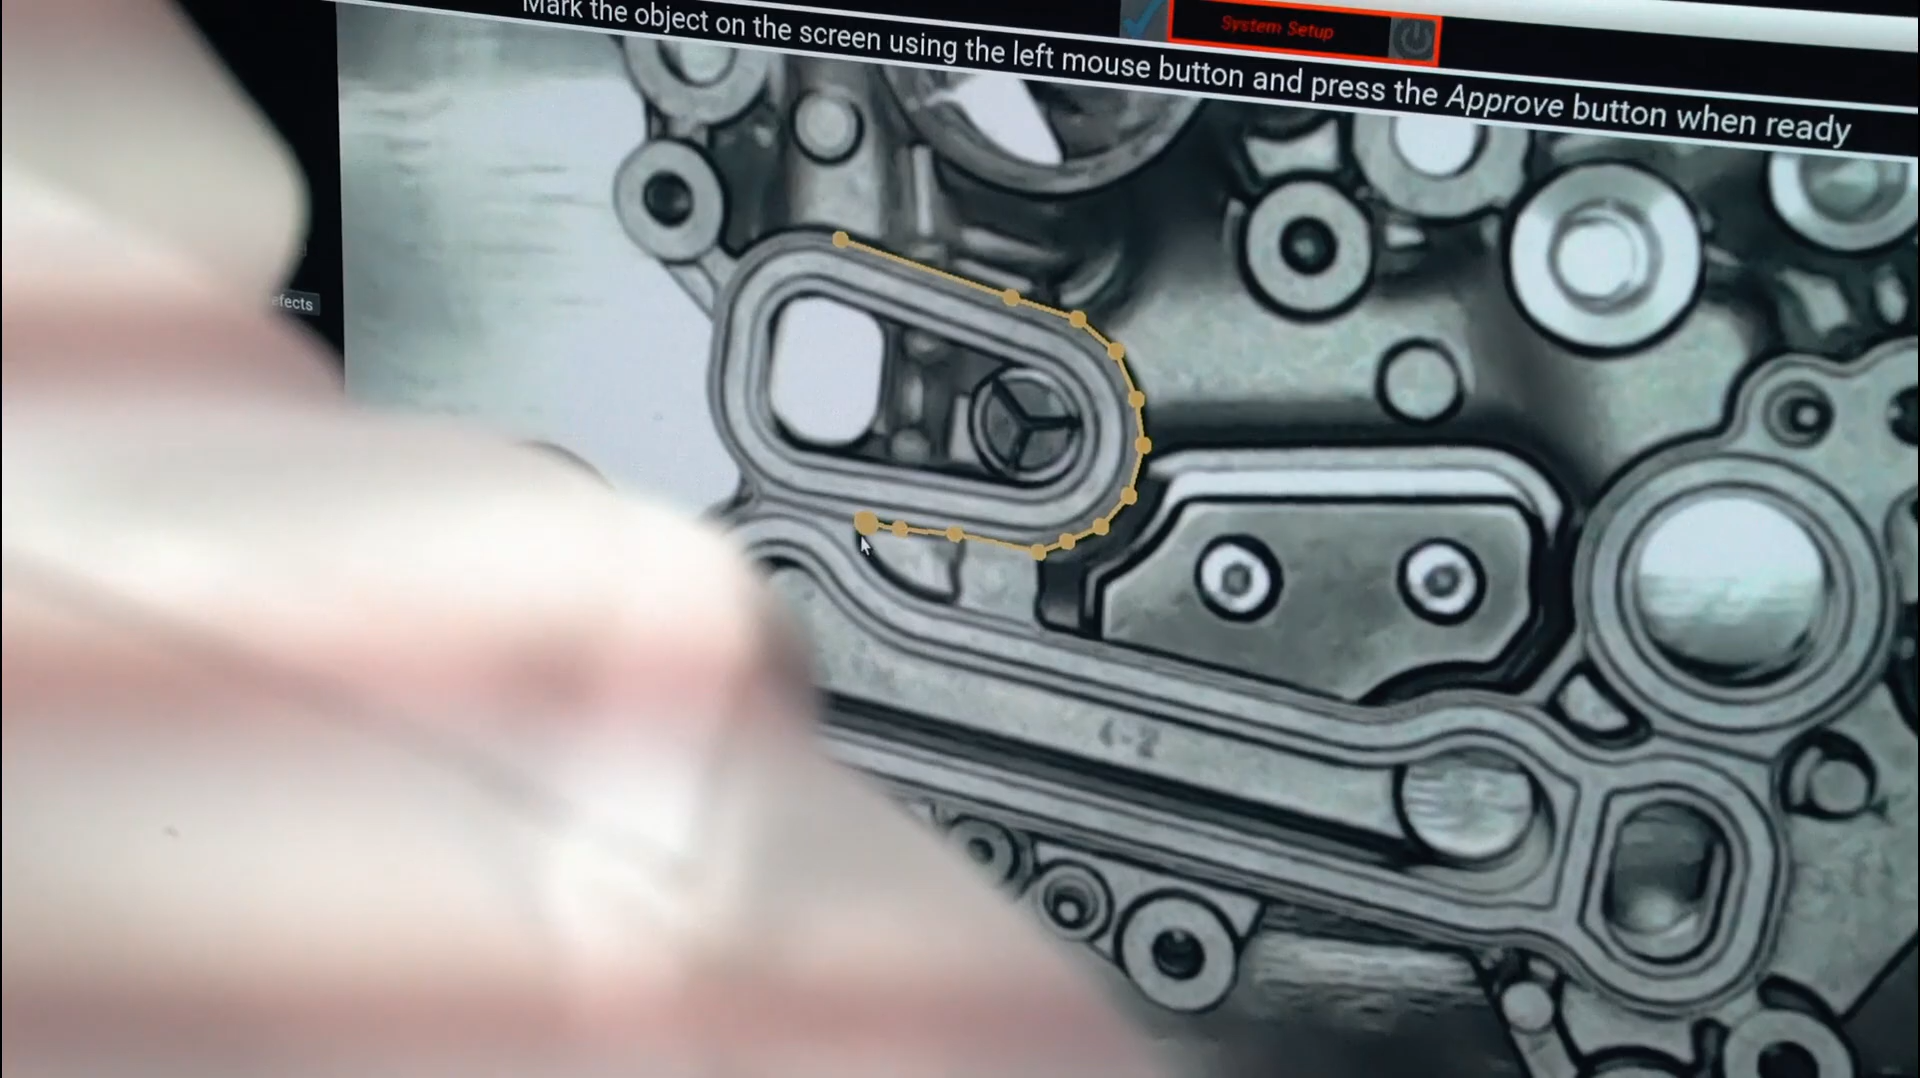 System Setup
Mark the object on the screen using the left mouse button and press the Approve button when ready
efects
4-2